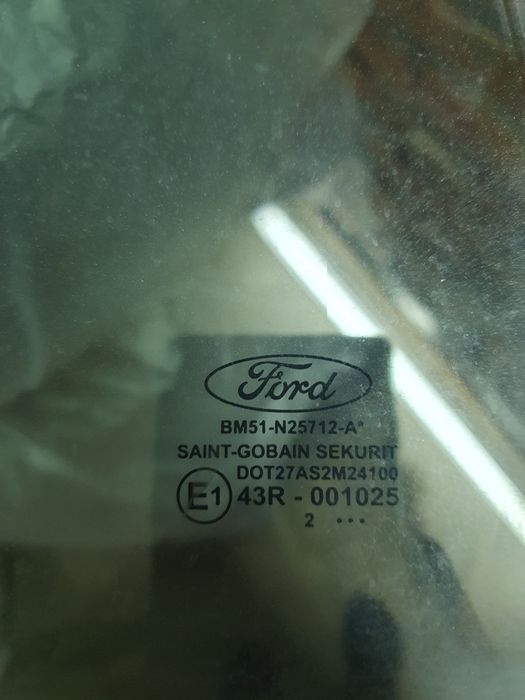 Ford
BM51-N25712-A*
SAINT-GOBAIN SEKURIT
DOT27AS2M24100
E1 43R - 001025
2 ...